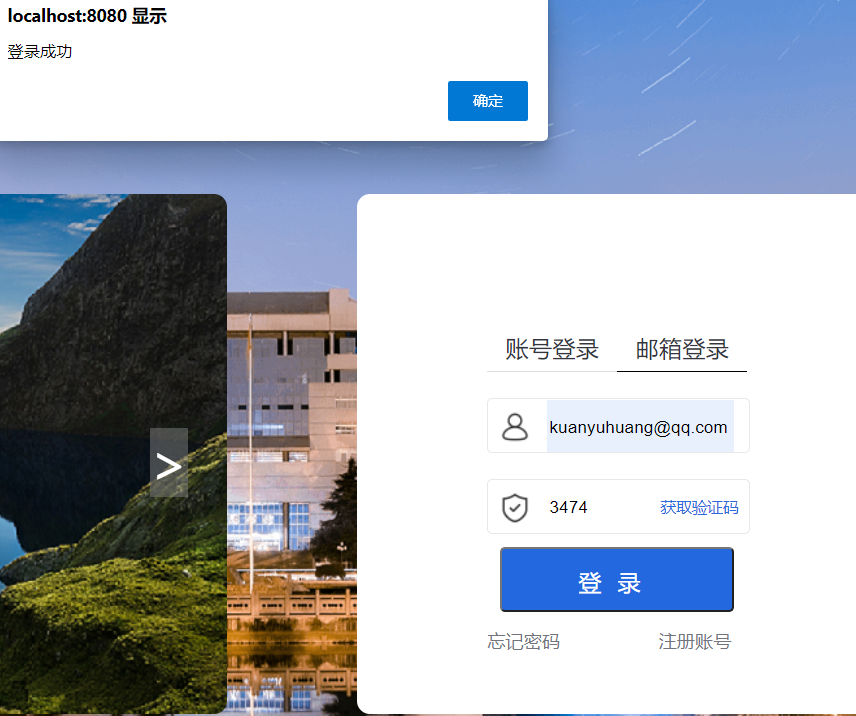 localhost:8080 显示
登录成功
确定
>
账号登录 邮箱登录
kuanyuhuang@qq.com
3474 获取验证码
登 录
忘记密码 注册账号